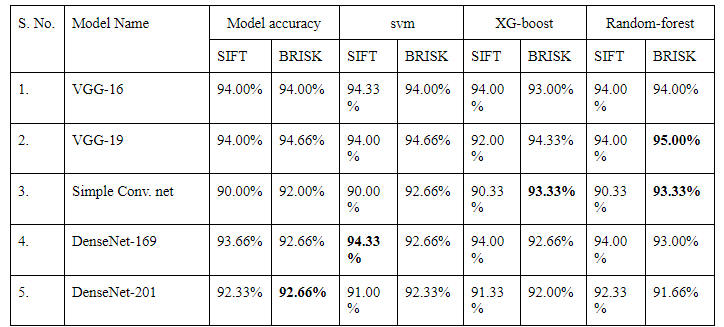 S. No. Model Name Model accuracy svm XG-boost Random-forest
SIFT BRISK SIFT BRISK SIFT BRISK SIFT BRISK
1. VGG-16 94.00% 94.00% 94.33 % 94.00% 94.00 % 93.00% 94.00 % 94.00%
2. VGG-19 94.00% 94.66% 94.00 % 94.66% 92.00 % 94.33% 94.00 % 95.00%
3. Simple Conv. net 90.00% 92.00% 90.00 % 92.66% 90.33 % 93.33% 90.33 % 93.33%
4. DenseNet-169 93.66% 92.66% 94.33 % 92.66% 94.00 % 92.66% 94.00 % 93.00%
5. DenseNet-201 92.33% 92.66% 91.00 % 92.33% 91.33 % 92.00% 92.33 % 91.66%